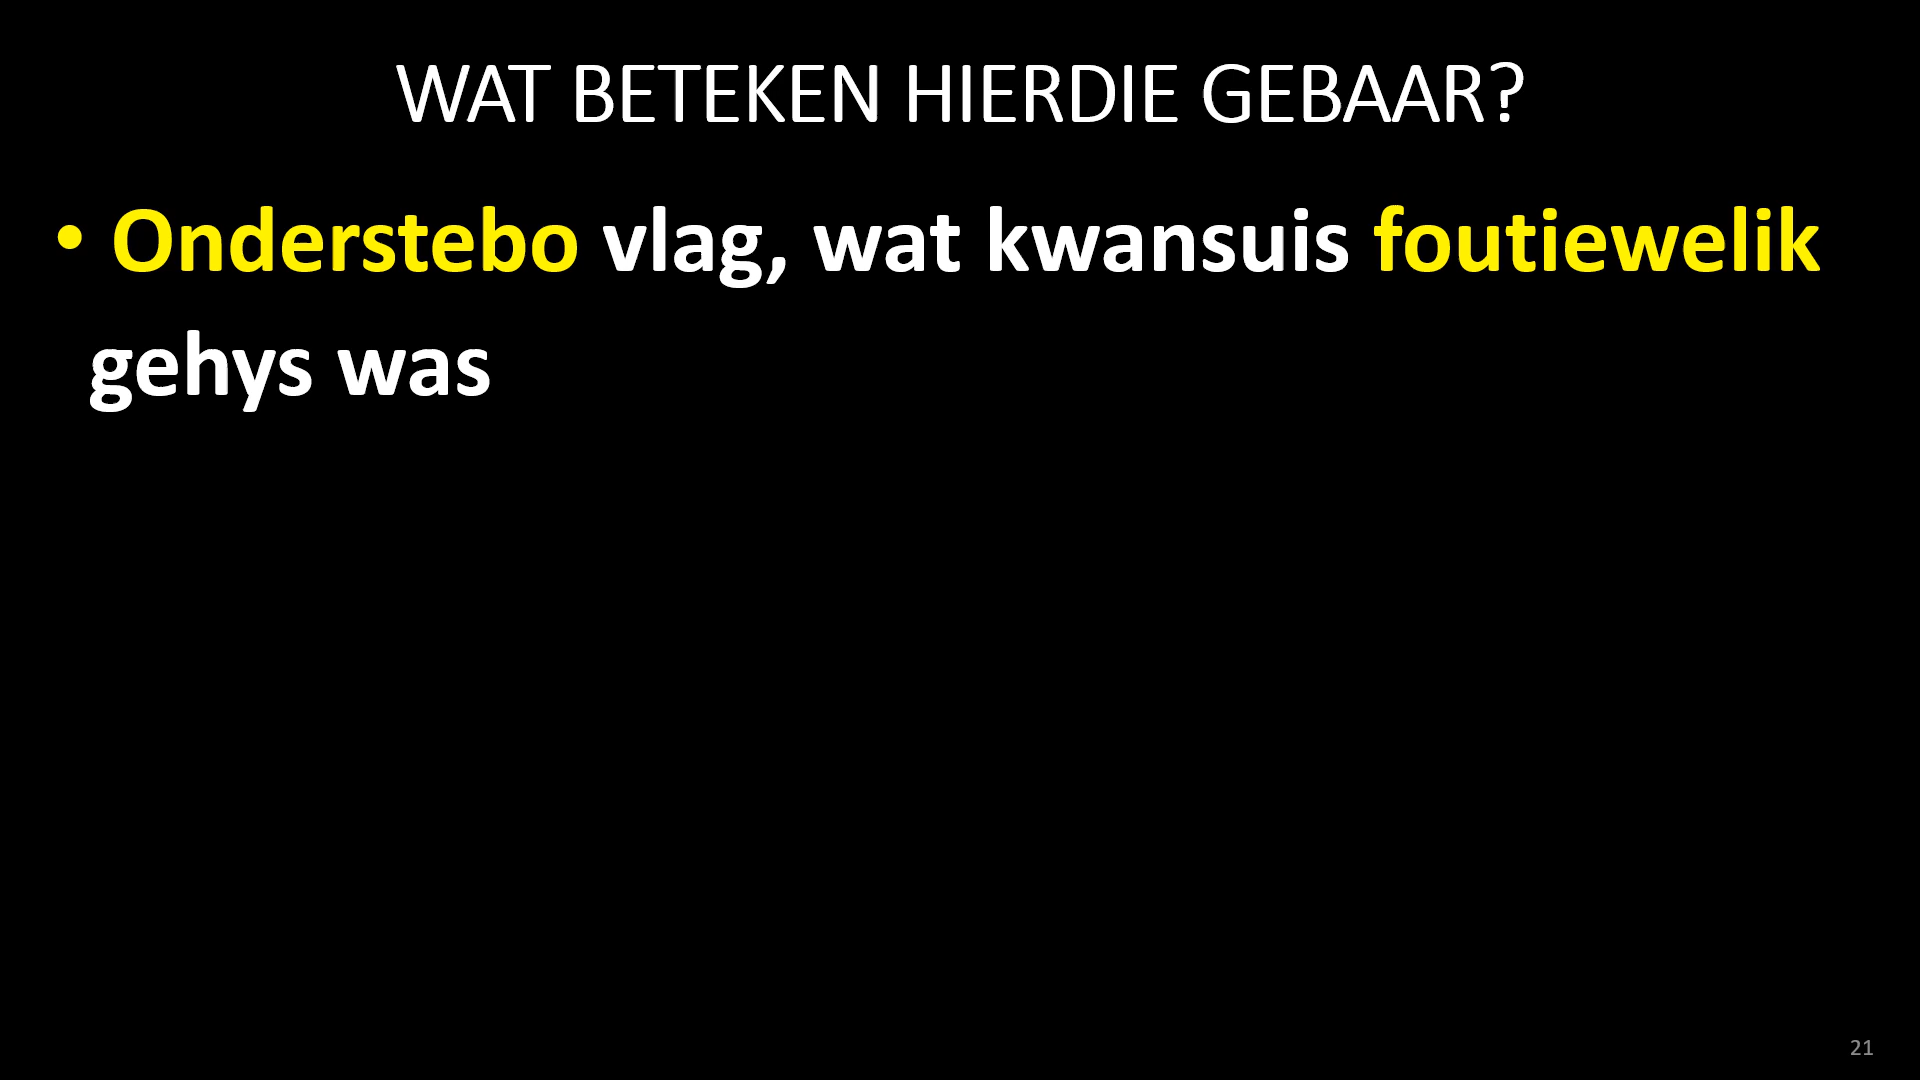 WAT BETEKEN HIERDIE GEBAAR?
• Onderstebo vlag, wat kwansuis foutiewelik
gehys was
21